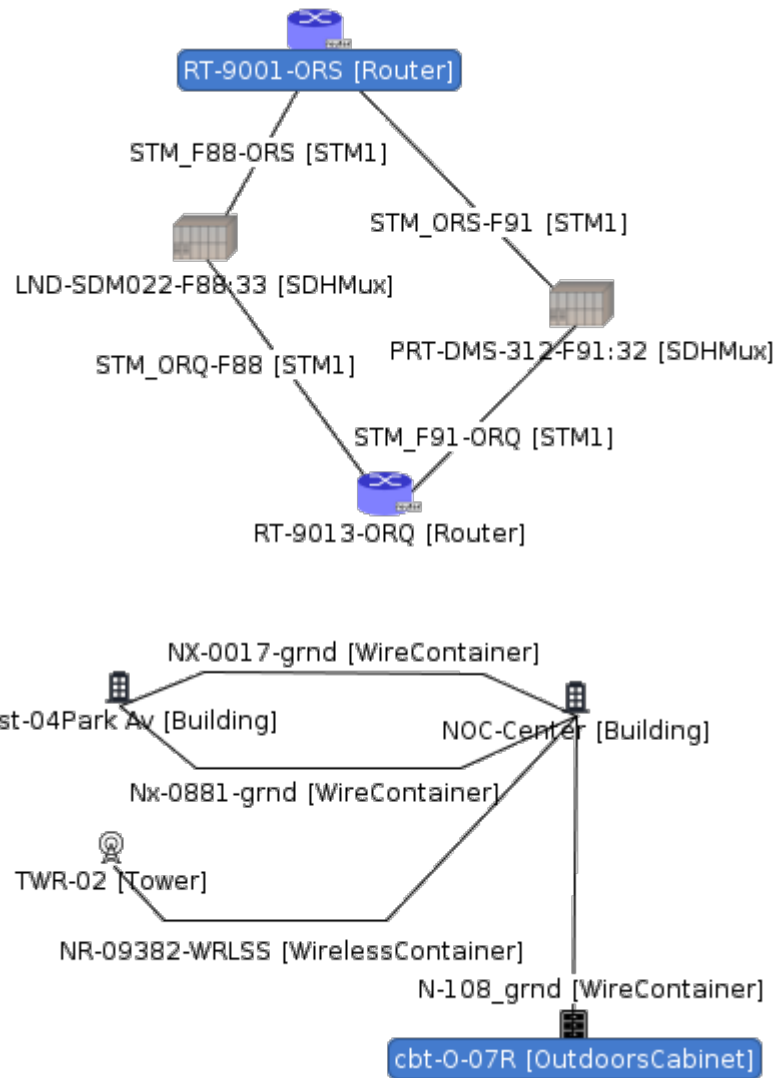 router
RT-9001-ORS [Router]
STM_F88-ORS [STM1]
STM_ORS-F91 [STM1]
LND-SDM022-F88:33 [SDHMux]
PRT-DMS-312-F91:32 [SDHMux]
STM_ORQ-F88 [STM1]
STM_F91-ORQ [STM1]
router
RT-9013-ORQ [Router]
NX-0017-grnd [WireContainer]
st-04Park Av [Building]
NOC-Center [Building]
Nx-0881-grnd [WireContainer]
TWR-02 [Tower]
NR-09382-WRLSS [WirelessContainer]
N-108_grnd [WireContainer]
cbt-O-07R [OutdoorsCabinet]